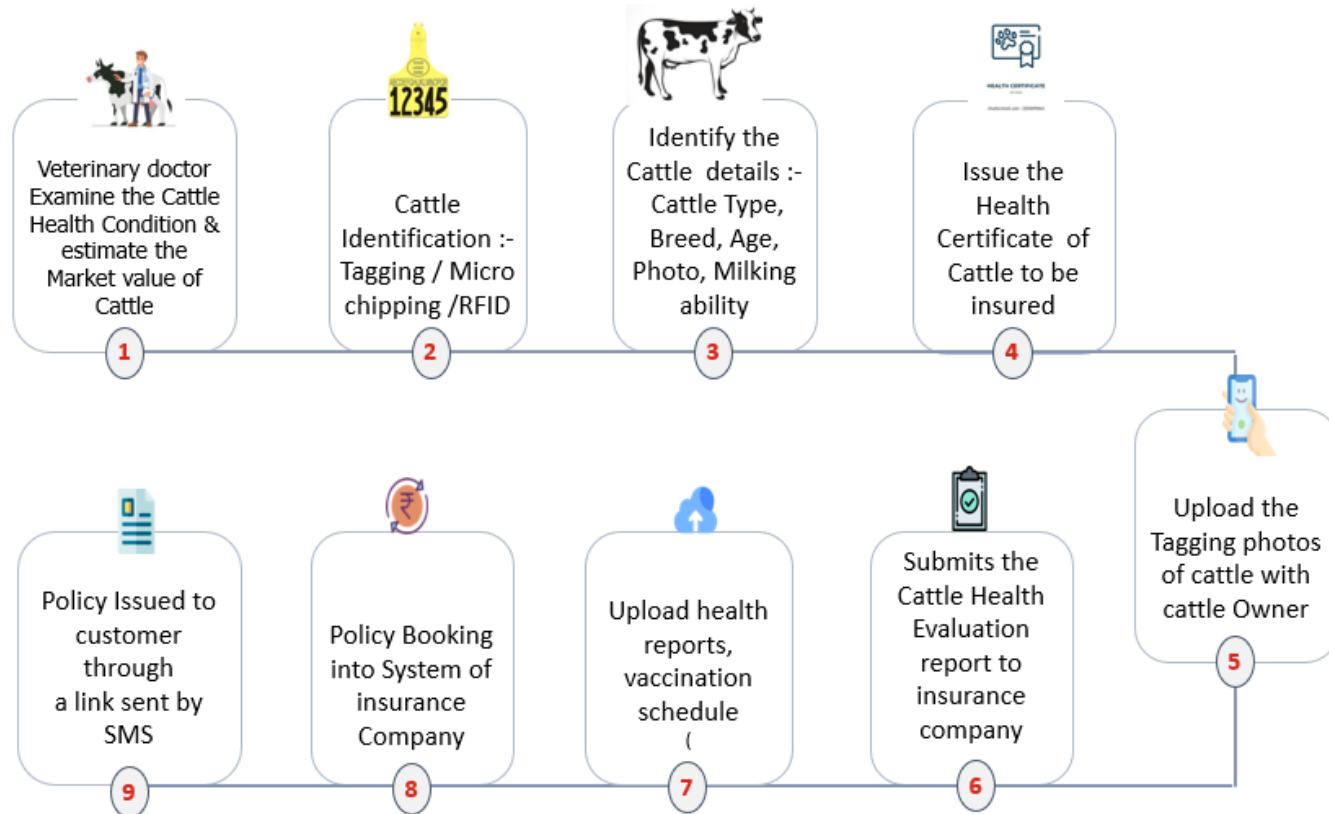 Veterinary doctor
Examine the Cattle
Health Condition &
estimate the
Market value of
Cattle
1
12345
Cattle
Identification :-
Tagging / Micro
chipping /RFID
2
Identify the
Cattle details :-
Cattle Type,
Breed, Age,
Photo, Milking
ability
3
HEALTH CERTIFICATE
Issue the
Health
Certificate of
Cattle to be
insured
4
Upload the
Tagging photos
of cattle with
cattle Owner
5
Submits the
Cattle Health
Evaluation
report to
insurance
company
6
Upload health
reports,
vaccination
schedule
(
7
₹
Policy Booking
into System of
insurance
Company
8
Policy Issued to
customer
through
a link sent by
SMS
9